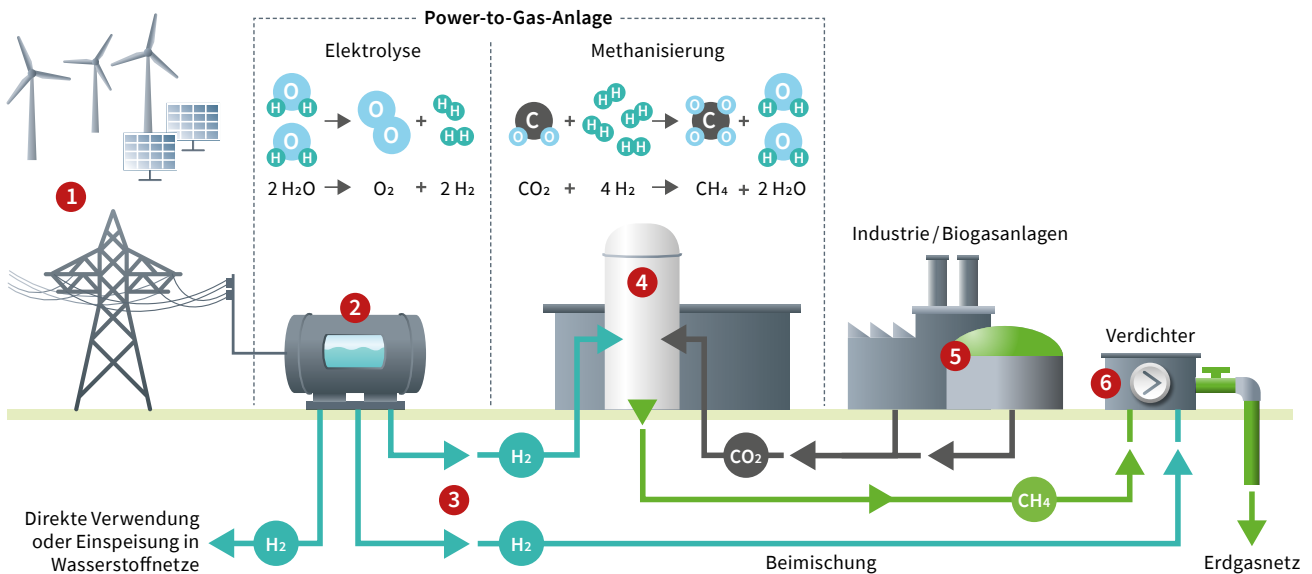 Power-to-Gas-Anlage
Elektrolyse
Methanisierung
O
H H
O
H H
O
O
+
H H
H H
C
O O
+
H H
H H
H H
H H
O O
C
O O
+
O
H H
O
H H
2 H₂O
O₂ + 2 H₂
CO₂ + 4 H₂
CH₄ + 2 H₂O
1
2
3
4
5
6
Industrie / Biogasanlagen
Verdichter
H₂
CO₂
CH₄
H₂
H₂
Direkte Verwendung
oder Einspeisung in
Wasserstoffnetze
Beimischung
Erdgasnetz